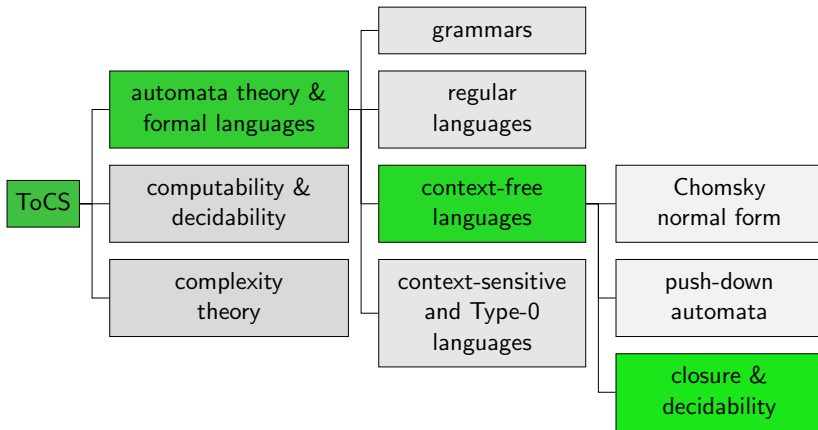 ToCS
automata theory &
formal languages
computability &
decidability
complexity
theory
grammars
regular
languages
context-free
languages
context-sensitive
and Type-0
languages
Chomsky
normal form
push-down
automata
closure &
decidability